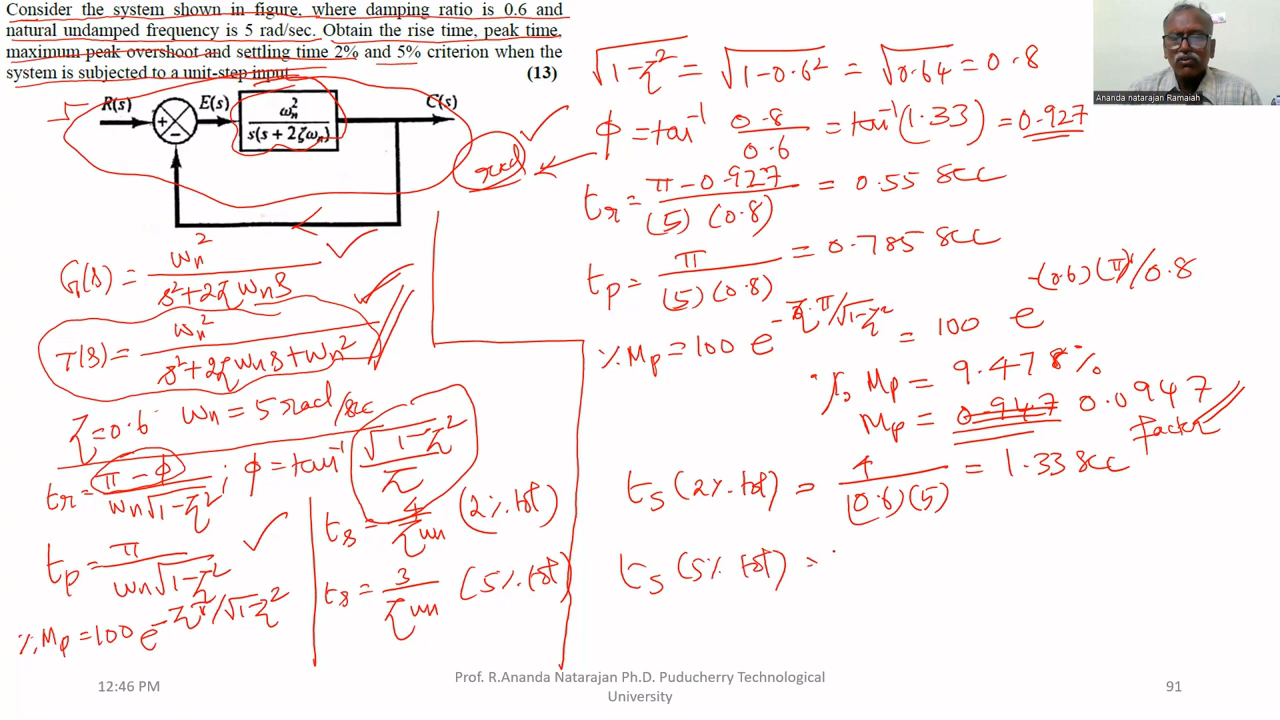 Consider the system shown in figure, where damping ratio is 0.6 and
natural undamped frequency is 5 rad/sec. Obtain the rise time, peak time,
maximum peak overshoot and settling time 2% and 5% criterion when the
system is subjected to a unit-step input. (13)
R(s) + − E(s) ωn² / s(s + 2ζωn) C(s)
rad
G(s) = ωn² / s²+2ζωns
T(s) = ωn² / s²+2ζωns+ωn²
ζ=0.6 ωn = 5 rad/sec
tr = π−φ / ωn√1−ζ² ; φ = tan⁻¹ √1−ζ² / ζ
tp = π / ωn√1−ζ²
%Mp = 100 e^−ζπ/√1−ζ²
ts = 4 / ζωn (2% tol)
ts = 3 / ζωn (5% tol)
√1−ζ² = √1−0.6² = √0.64 = 0.8
φ = tan⁻¹ 0.8 / 0.6 = tan⁻¹(1.33) = 0.927
tr = π−0.927 / (5)(0.8) = 0.55 sec
tp = π / (5)(0.8) = 0.785 sec
%Mp = 100 e^−ζπ/√1−ζ² = 100 e^−(0.6)(π)/0.8
% Mp = 9.478%
Mp = 0.947 0.0947
factor
ts (2% tol) = 4 / (0.6)(5) = 1.33 sec
ts (5% tol) =
Ananda natarajan Ramaiah
12:46 PM
Prof. R.Ananda Natarajan Ph.D. Puducherry Technological
University
91